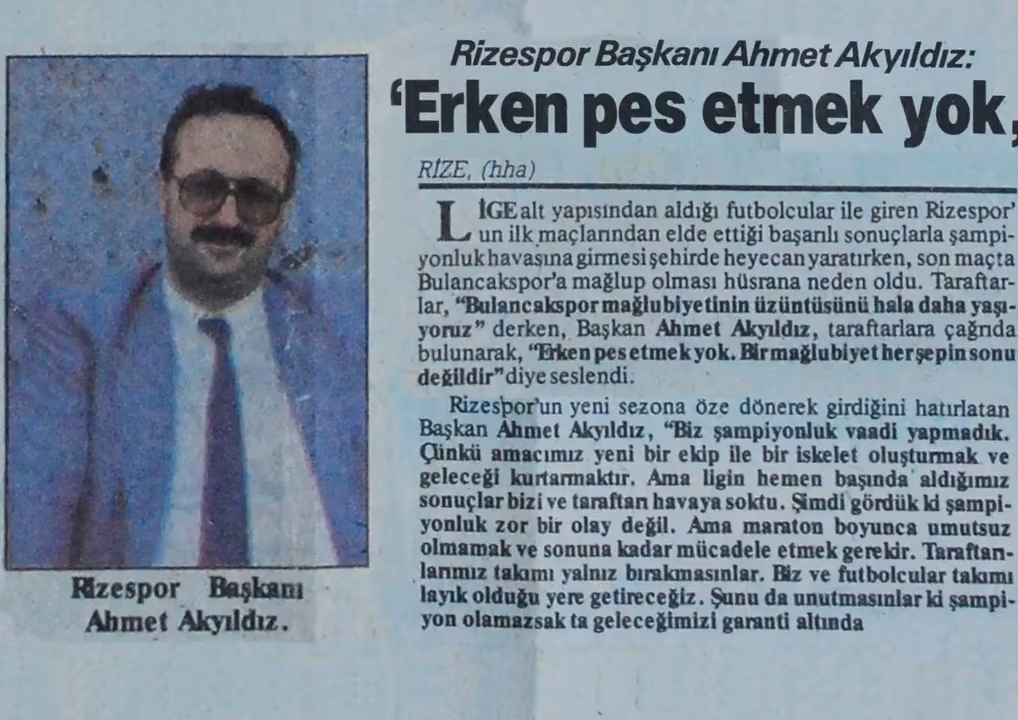 Rizespor Başkanı Ahmet Akyıldız:
‘Erken pes etmek yok,
RİZE, (hha)
LİGE alt yapısından aldığı futbolcular ile giren Rizespor’
un ilk maçlarından elde ettiği başarılı sonuçlarla şampi-
yonluk havasına girmesi şehirde heyecan yaratırken, son maçta
Bulancakspor’a mağlup olması hüsrana neden oldu. Taraftar-
lar, “Bulancakspor mağlubiyetinin üzüntüsünü hala daha yaşı-
yoruz” derken, Başkan Ahmet Akyıldız, taraftarlara çağrıda
bulunarak, “Erken pes etmek yok. Bir mağlubiyet her şepin sonu
değildir” diye seslendi.
Rizespor’un yeni sezona öze dönerek girdiğini hatırlatan
Başkan Ahmet Akyıldız, “Biz şampiyonluk vaadi yapmadık.
Çünkü amacımız yeni bir ekip ile bir iskelet oluşturmak ve
geleceği kurtarmaktır. Ama ligin hemen başında aldığımız
sonuçlar bizi ve taraftarı havaya soktu. Şimdi gördük ki şampi-
yonluk zor bir olay değil. Ama maraton boyunca umutsuz
olmamak ve sonuna kadar mücadele etmek gerekir. Taraftarı-
larımız takımı yalnız bırakmasınlar. Biz ve futbolcular takımı
layık olduğu yere getireceğiz. Şunu da unutmasınlar ki şampi-
yon olamazsak ta geleceğimizi garanti altında
Rizespor Başkanı
Ahmet Akyıldız.